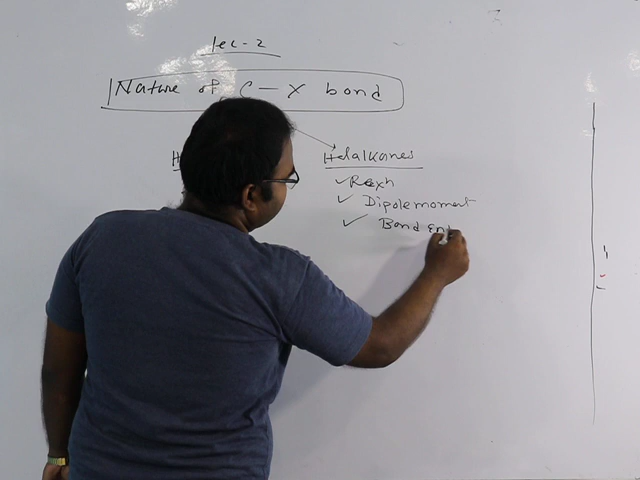 lec-2
Nature of C-X bond
H
Haloalkanes
✓ Rexn
✓ Dipolemoment
✓ Bond en